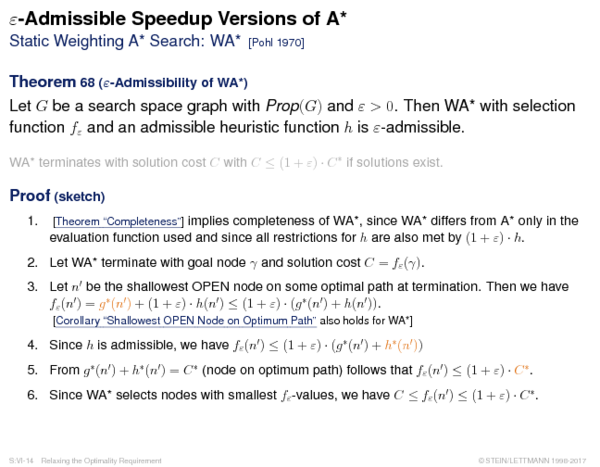 ε-Admissible Speedup Versions of A*
Static Weighting A* Search: WA* [Pohl 1970]
Theorem 68 (ε-Admissibility of WA*)
Let G be a search space graph with Prop(G) and ε > 0. Then WA* with selection
function fε and an admissible heuristic function h is ε-admissible.
WA* terminates with solution cost C with C ≤ (1 + ε) · C* if solutions exist.
Proof (sketch)
1. [Theorem "Completeness"] implies completeness of WA*, since WA* differs from A* only in the
evaluation function used and since all restrictions for h are also met by (1 + ε) · h.
2. Let WA* terminate with goal node γ and solution cost C = fε(γ).
3. Let n′ be the shallowest OPEN node on some optimal path at termination. Then we have
fε(n′) = g*(n′) + (1 + ε) · h(n′) ≤ (1 + ε) · (g*(n′) + h(n′)).
[Corollary "Shallowest OPEN Node on Optimum Path" also holds for WA*]
4. Since h is admissible, we have fε(n′) ≤ (1 + ε) · (g*(n′) + h*(n′))
5. From g*(n′) + h*(n′) = C* (node on optimum path) follows that fε(n′) ≤ (1 + ε) · C*.
6. Since WA* selects nodes with smallest fε-values, we have C ≤ fε(n′) ≤ (1 + ε) · C*.
S:VI-14 Relaxing the Optimality Requirement © STEIN/LETTMANN 1998-2017